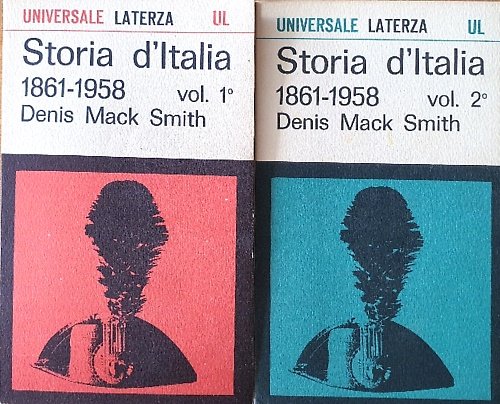 UNIVERSALE LATERZA UL
Storia d'Italia
1861-1958 vol. 1°
Denis Mack Smith
UNIVERSALE LATERZA UL
Storia d'Italia
1861-1958 vol. 2°
Denis Mack Smith